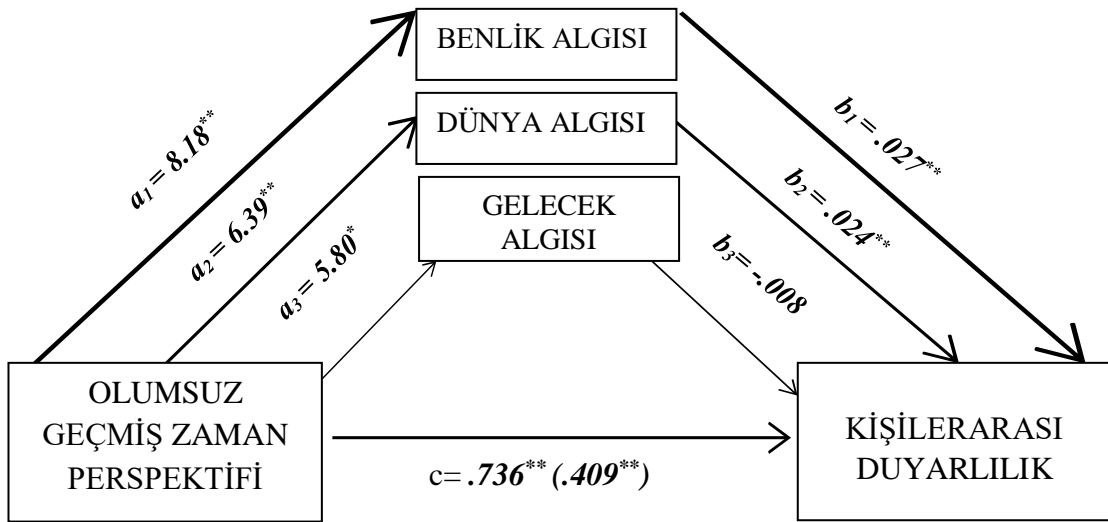 BENLİK ALGISI
DÜNYA ALGISI
GELECEK
ALGISI
a₁= 8.18**
a₂= 6.39**
a₃= 5.80*
b₁= .027**
b₂= .024**
b₃=-.008
OLUMSUZ
GEÇMİŞ ZAMAN
PERSPEKTİFİ
KİŞİLERARASI
DUYARLILIK
c= .736** (.409**)